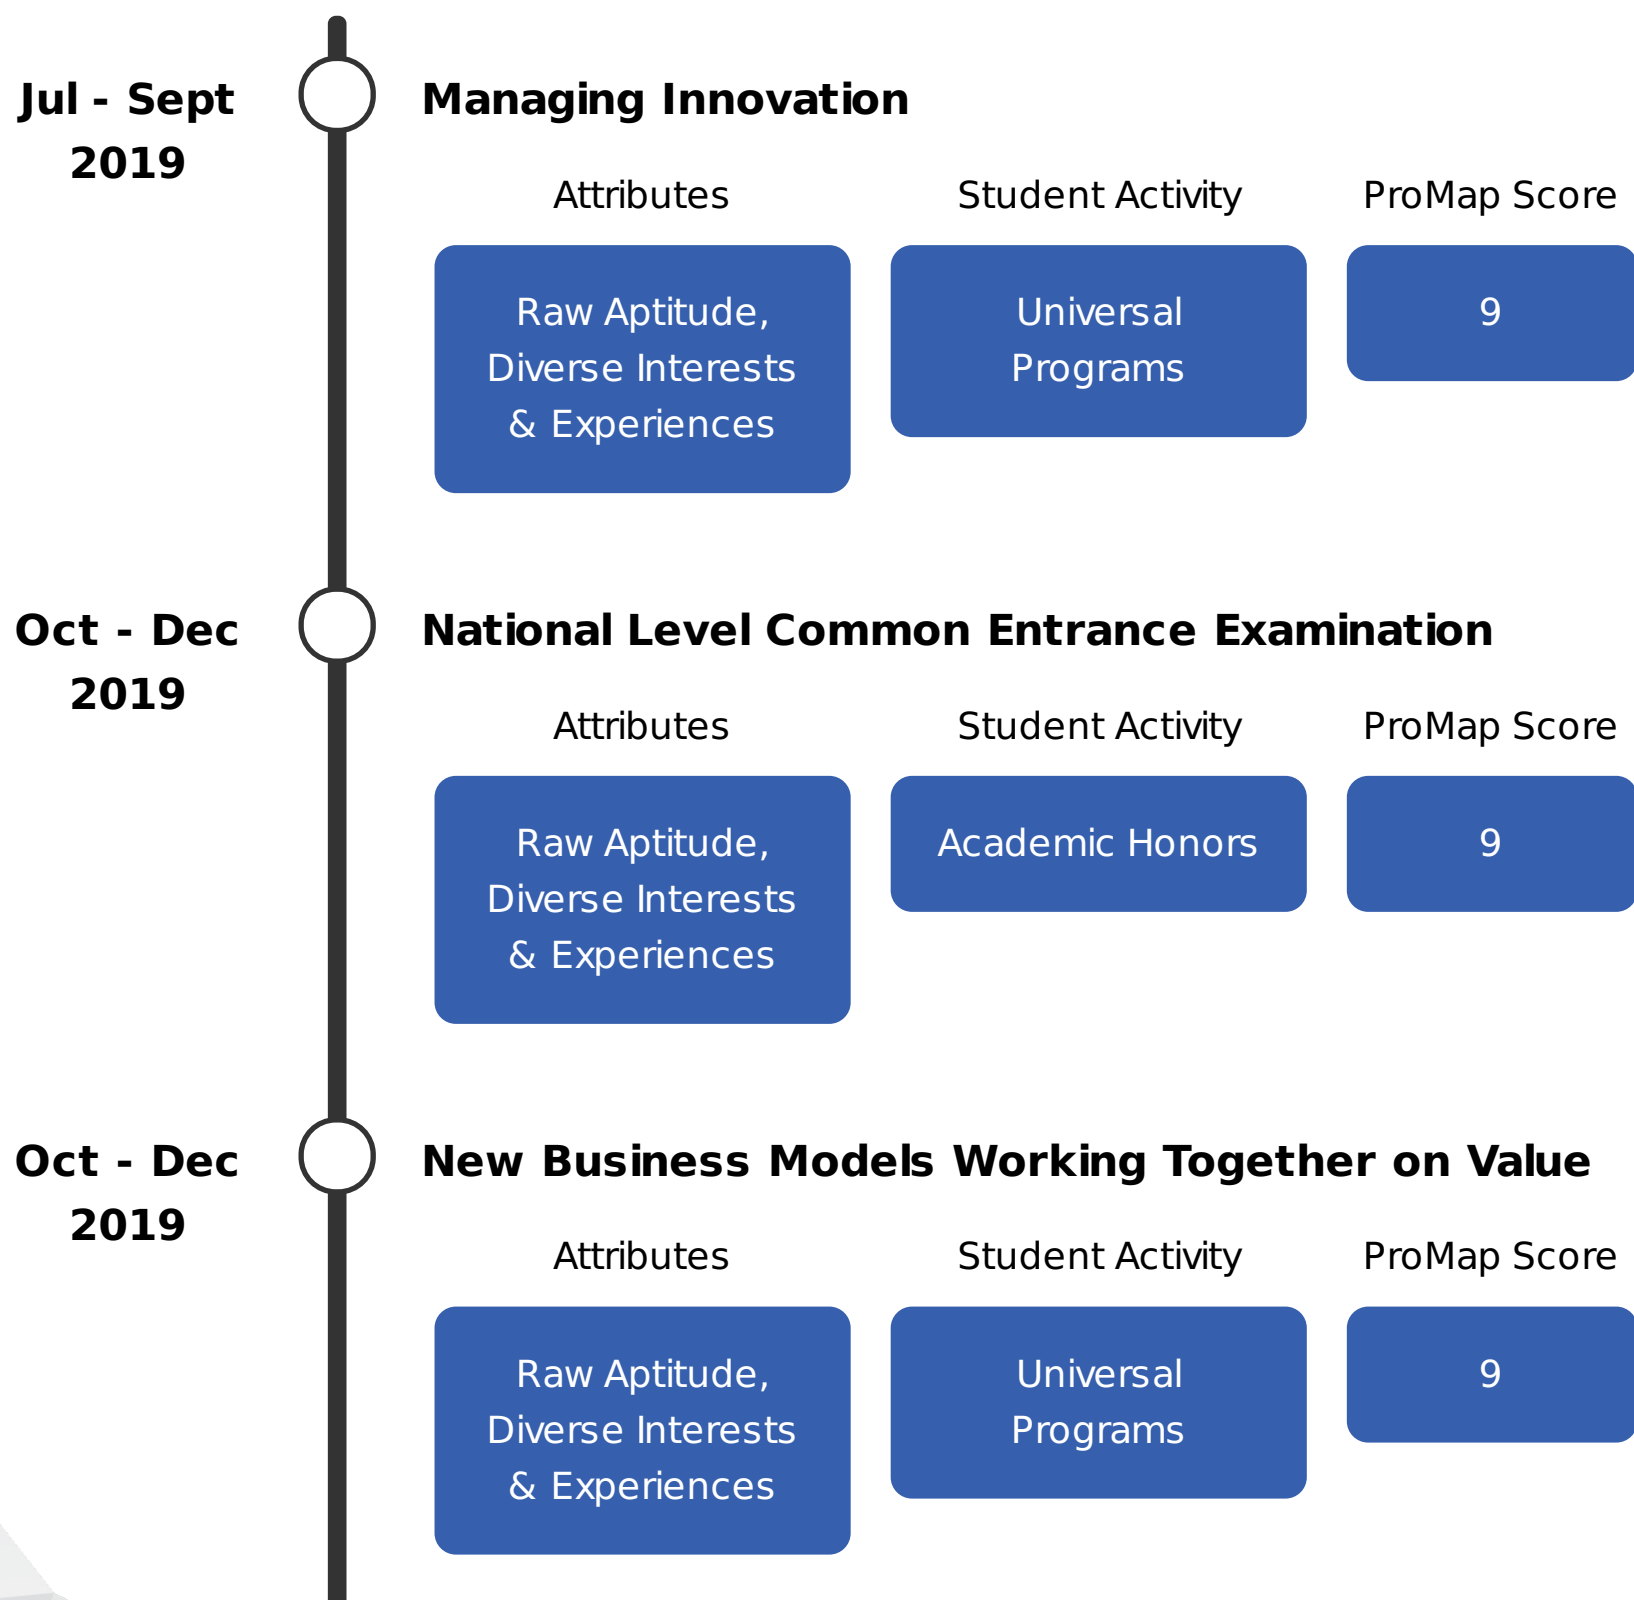 Jul - Sept
2019
Managing Innovation
Attributes
Student Activity
ProMap Score
Raw Aptitude,
Diverse Interests
& Experiences
Universal
Programs
9
Oct - Dec
2019
National Level Common Entrance Examination
Attributes
Student Activity
ProMap Score
Raw Aptitude,
Diverse Interests
& Experiences
Academic Honors
9
Oct - Dec
2019
New Business Models Working Together on Value
Attributes
Student Activity
ProMap Score
Raw Aptitude,
Diverse Interests
& Experiences
Universal
Programs
9